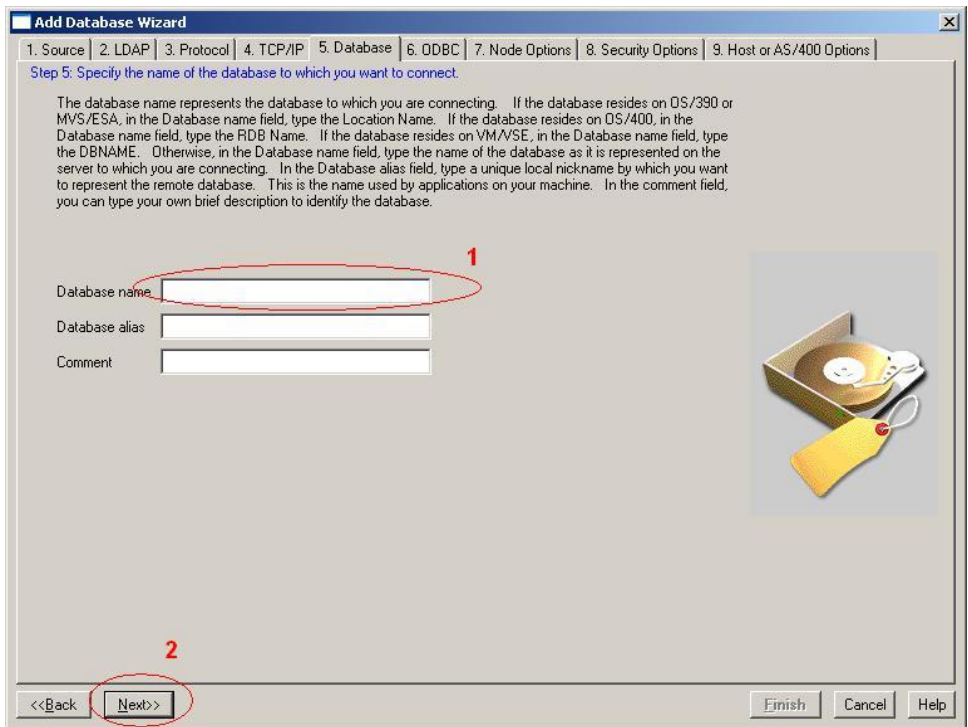 Add Database Wizard
1. Source 2. LDAP 3. Protocol 4. TCP/IP 5. Database 6. ODBC 7. Node Options 8. Security Options 9. Host or AS/400 Options
Step 5: Specify the name of the database to which you want to connect.
The database name represents the database to which you are connecting. If the database resides on OS/390 or
MVS/ESA, in the Database name field, type the Location Name. If the database resides on OS/400, in the
Database name field, type the RDB Name. If the database resides on VM/VSE, in the Database name field, type
the DBNAME. Otherwise, in the Database name field, type the name of the database as it is represented on the
server to which you are connecting. In the Database alias field, type a unique local nickname by which you want
to represent the remote database. This is the name used by applications on your machine. In the comment field,
you can type your own brief description to identify the database.
1
Database name
Database alias
Comment
2
<<Back Next>> Finish Cancel Help